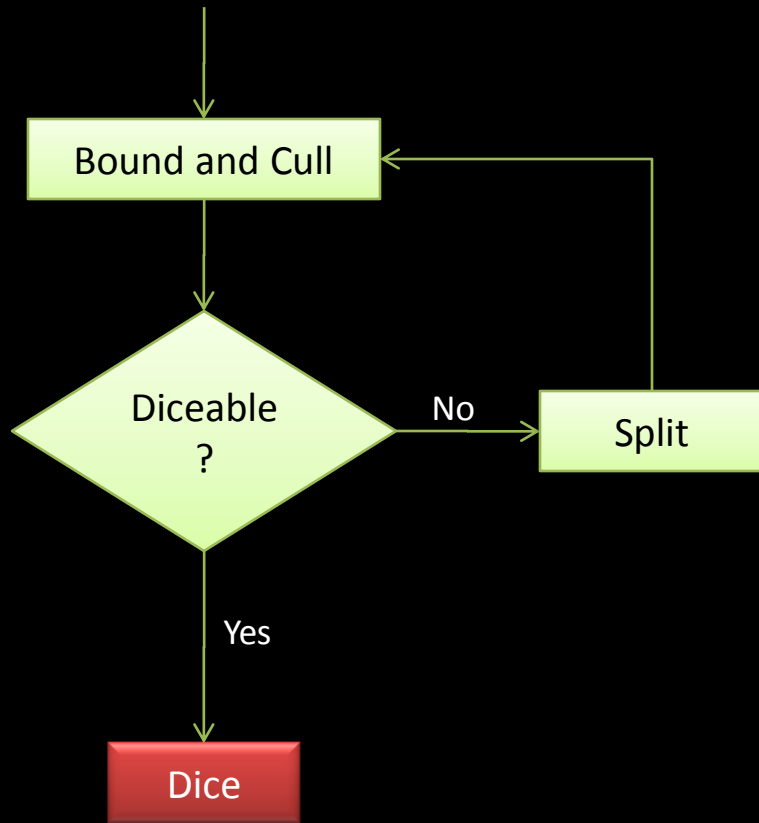 Bound and Cull
Diceable
?
No
Split
Yes
Dice